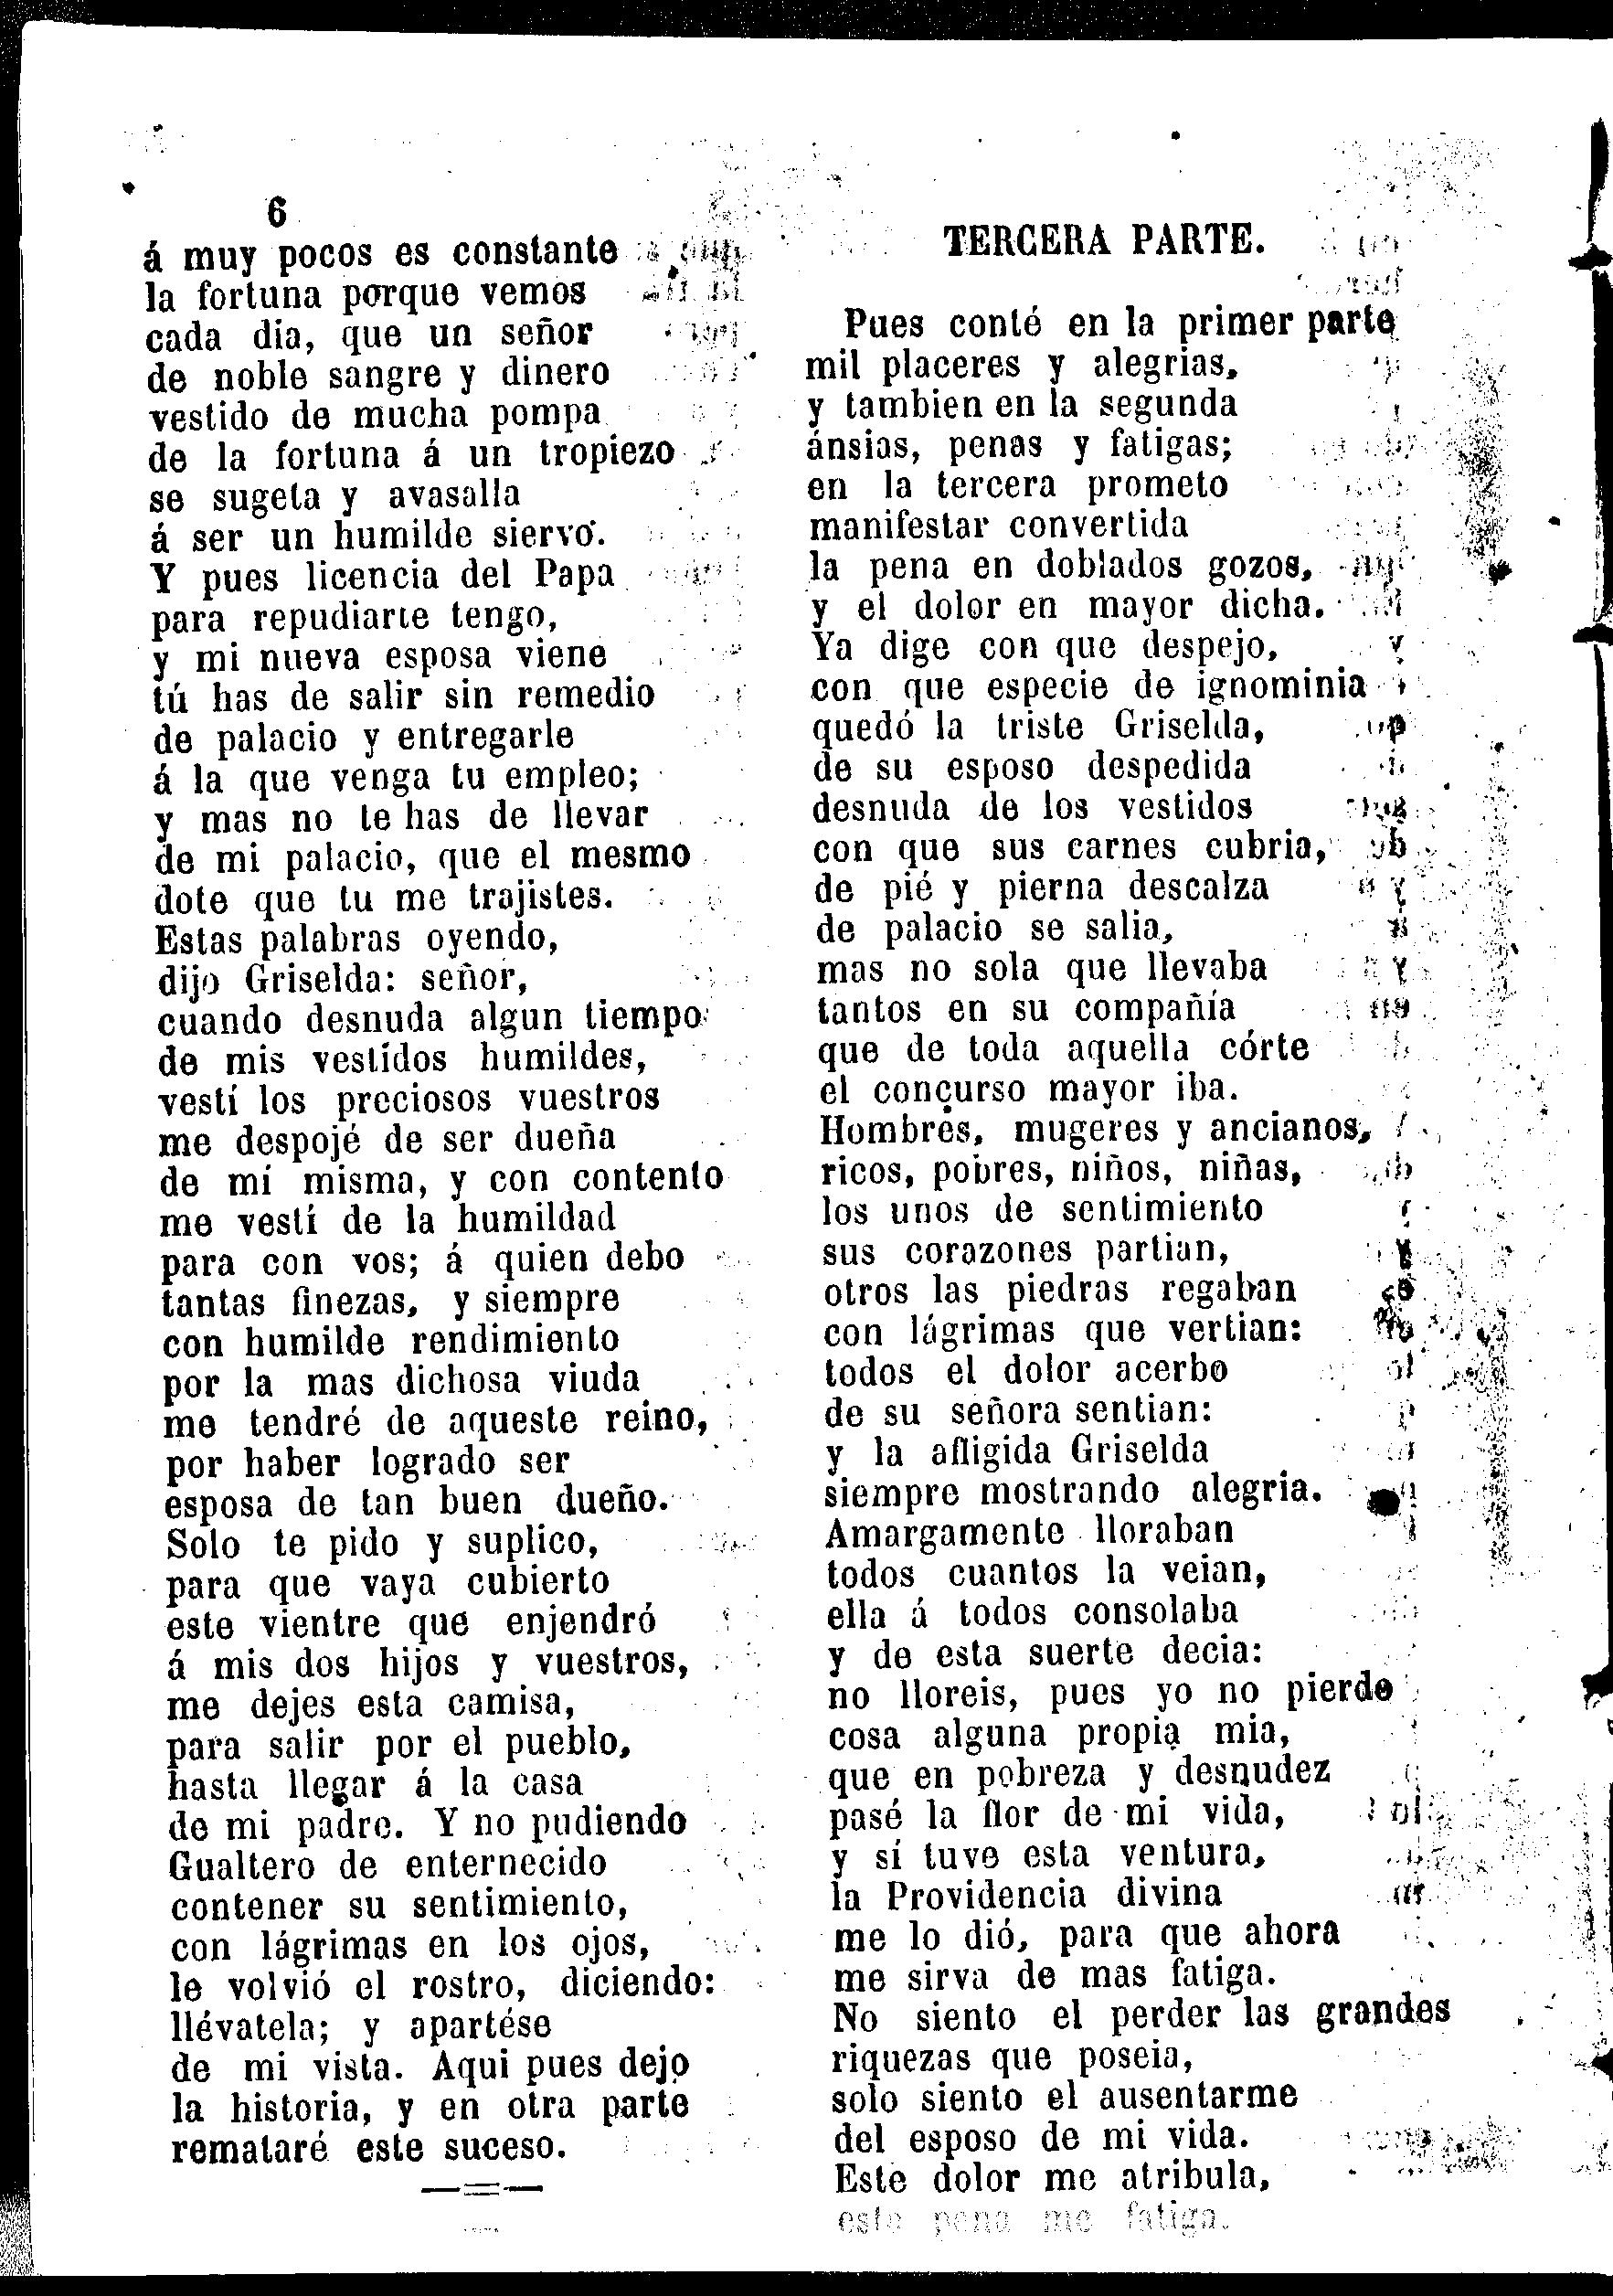 6
á muy pocos es constante
la fortuna porque vemos
cada dia, que un señor
de noble sangre y dinero
vestido de mucha pompa
de la fortuna á un tropiezo
se sugeta y avasalla
á ser un humilde siervo.
Y pues licencia del Papa
para repudiarte tengo,
y mi nueva esposa viene
tú has de salir sin remedio
de palacio y entregarle
á la que venga tu empleo;
y mas no te has de llevar
de mi palacio, que el mesmo
dote que tu me trajistes.
Estas palabras oyendo,
dijo Griselda: señor,
cuando desnuda algun tiempo
de mis vestídos humildes,
vestí los preciosos vuestros
me despojé de ser dueña
de mí misma, y con contento
me vestí de la humildad
para con vos; á quien debo
tantas finezas, y siempre
con humilde rendimiento
por la mas dichosa viuda
me tendré de aqueste reino,
por haber logrado ser
esposa de tan buen dueño.
Solo te pido y suplico,
para que vaya cubierto
este vientre que enjendró
á mis dos hijos y vuestros,
me dejes esta camisa,
para salir por el pueblo,
hasta llegar á la casa
de mi padre. Y no pudiendo
Gualtero de enternecido
contener su sentimiento,
con lágrimas en los ojos,
le volvió el rostro, diciendo:
llévatela; y apartése
de mi vista. Aqui pues dejo
la historia, y en otra parte
remataré este suceso.
TERCERA PARTE.
Pues conté en la primer parte
mil placeres y alegrias,
y tambien en la segunda
ánsias, penas y fatigas;
en la tercera prometo
manifestar convertida
la pena en doblados gozos,
y el dolor en mayor dicha.
Ya dige con que despejo,
con que especie de ignominia
quedó la triste Griselda,
de su esposo despedida
desnuda de los vestidos
con que sus carnes cubria,
de pié y pierna descalza
de palacio se salia,
mas no sola que llevaba
tantos en su compañía
que de toda aquella córte
el concurso mayor iba.
Hombres, mugeres y ancianos,
ricos, pobres, niños, niñas,
los unos de sentimiento
sus corazones partian,
otros las piedras regaban
con lágrimas que vertian:
todos el dolor acerbo
de su señora sentian:
y la afligida Griselda
siempre mostrando alegria.
Amargamente lloraban
todos cuantos la veian,
ella á todos consolaba
y de esta suerte decia:
no lloreis, pues yo no pierdo
cosa alguna propia mia,
que en pobreza y desnudez
pasé la flor de mi vida,
y sí tuve esta ventura,
la Providencia divina
me lo dió, para que ahora
me sirva de mas fatiga.
No siento el perder las grandes
riquezas que poseia,
solo siento el ausentarme
del esposo de mi vida.
Este dolor me atribula,
este pena me fatiga.